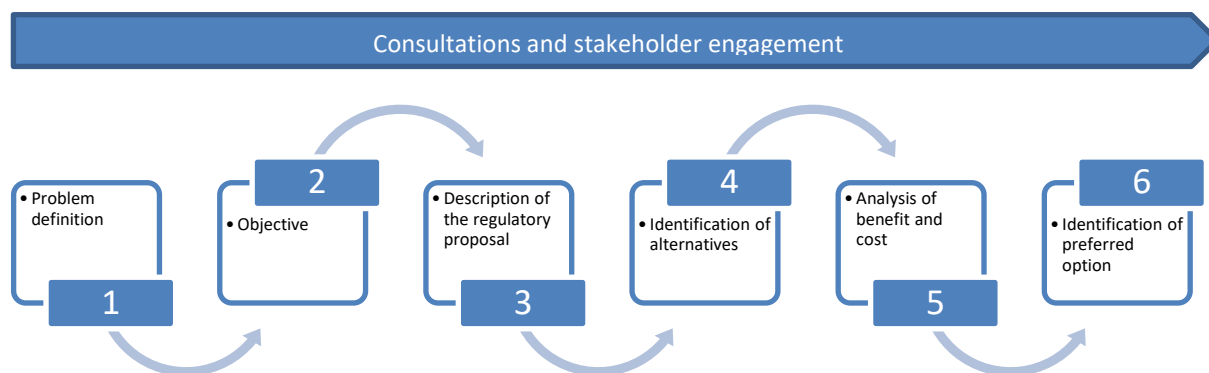 Consultations and stakeholder engagement
• Problem
definition
1
2
• Objective
• Description of
the regulatory
proposal
3
4
• Identification of
alternatives
• Analysis of
benefit and
cost
5
6
• Identification of
preferred
option